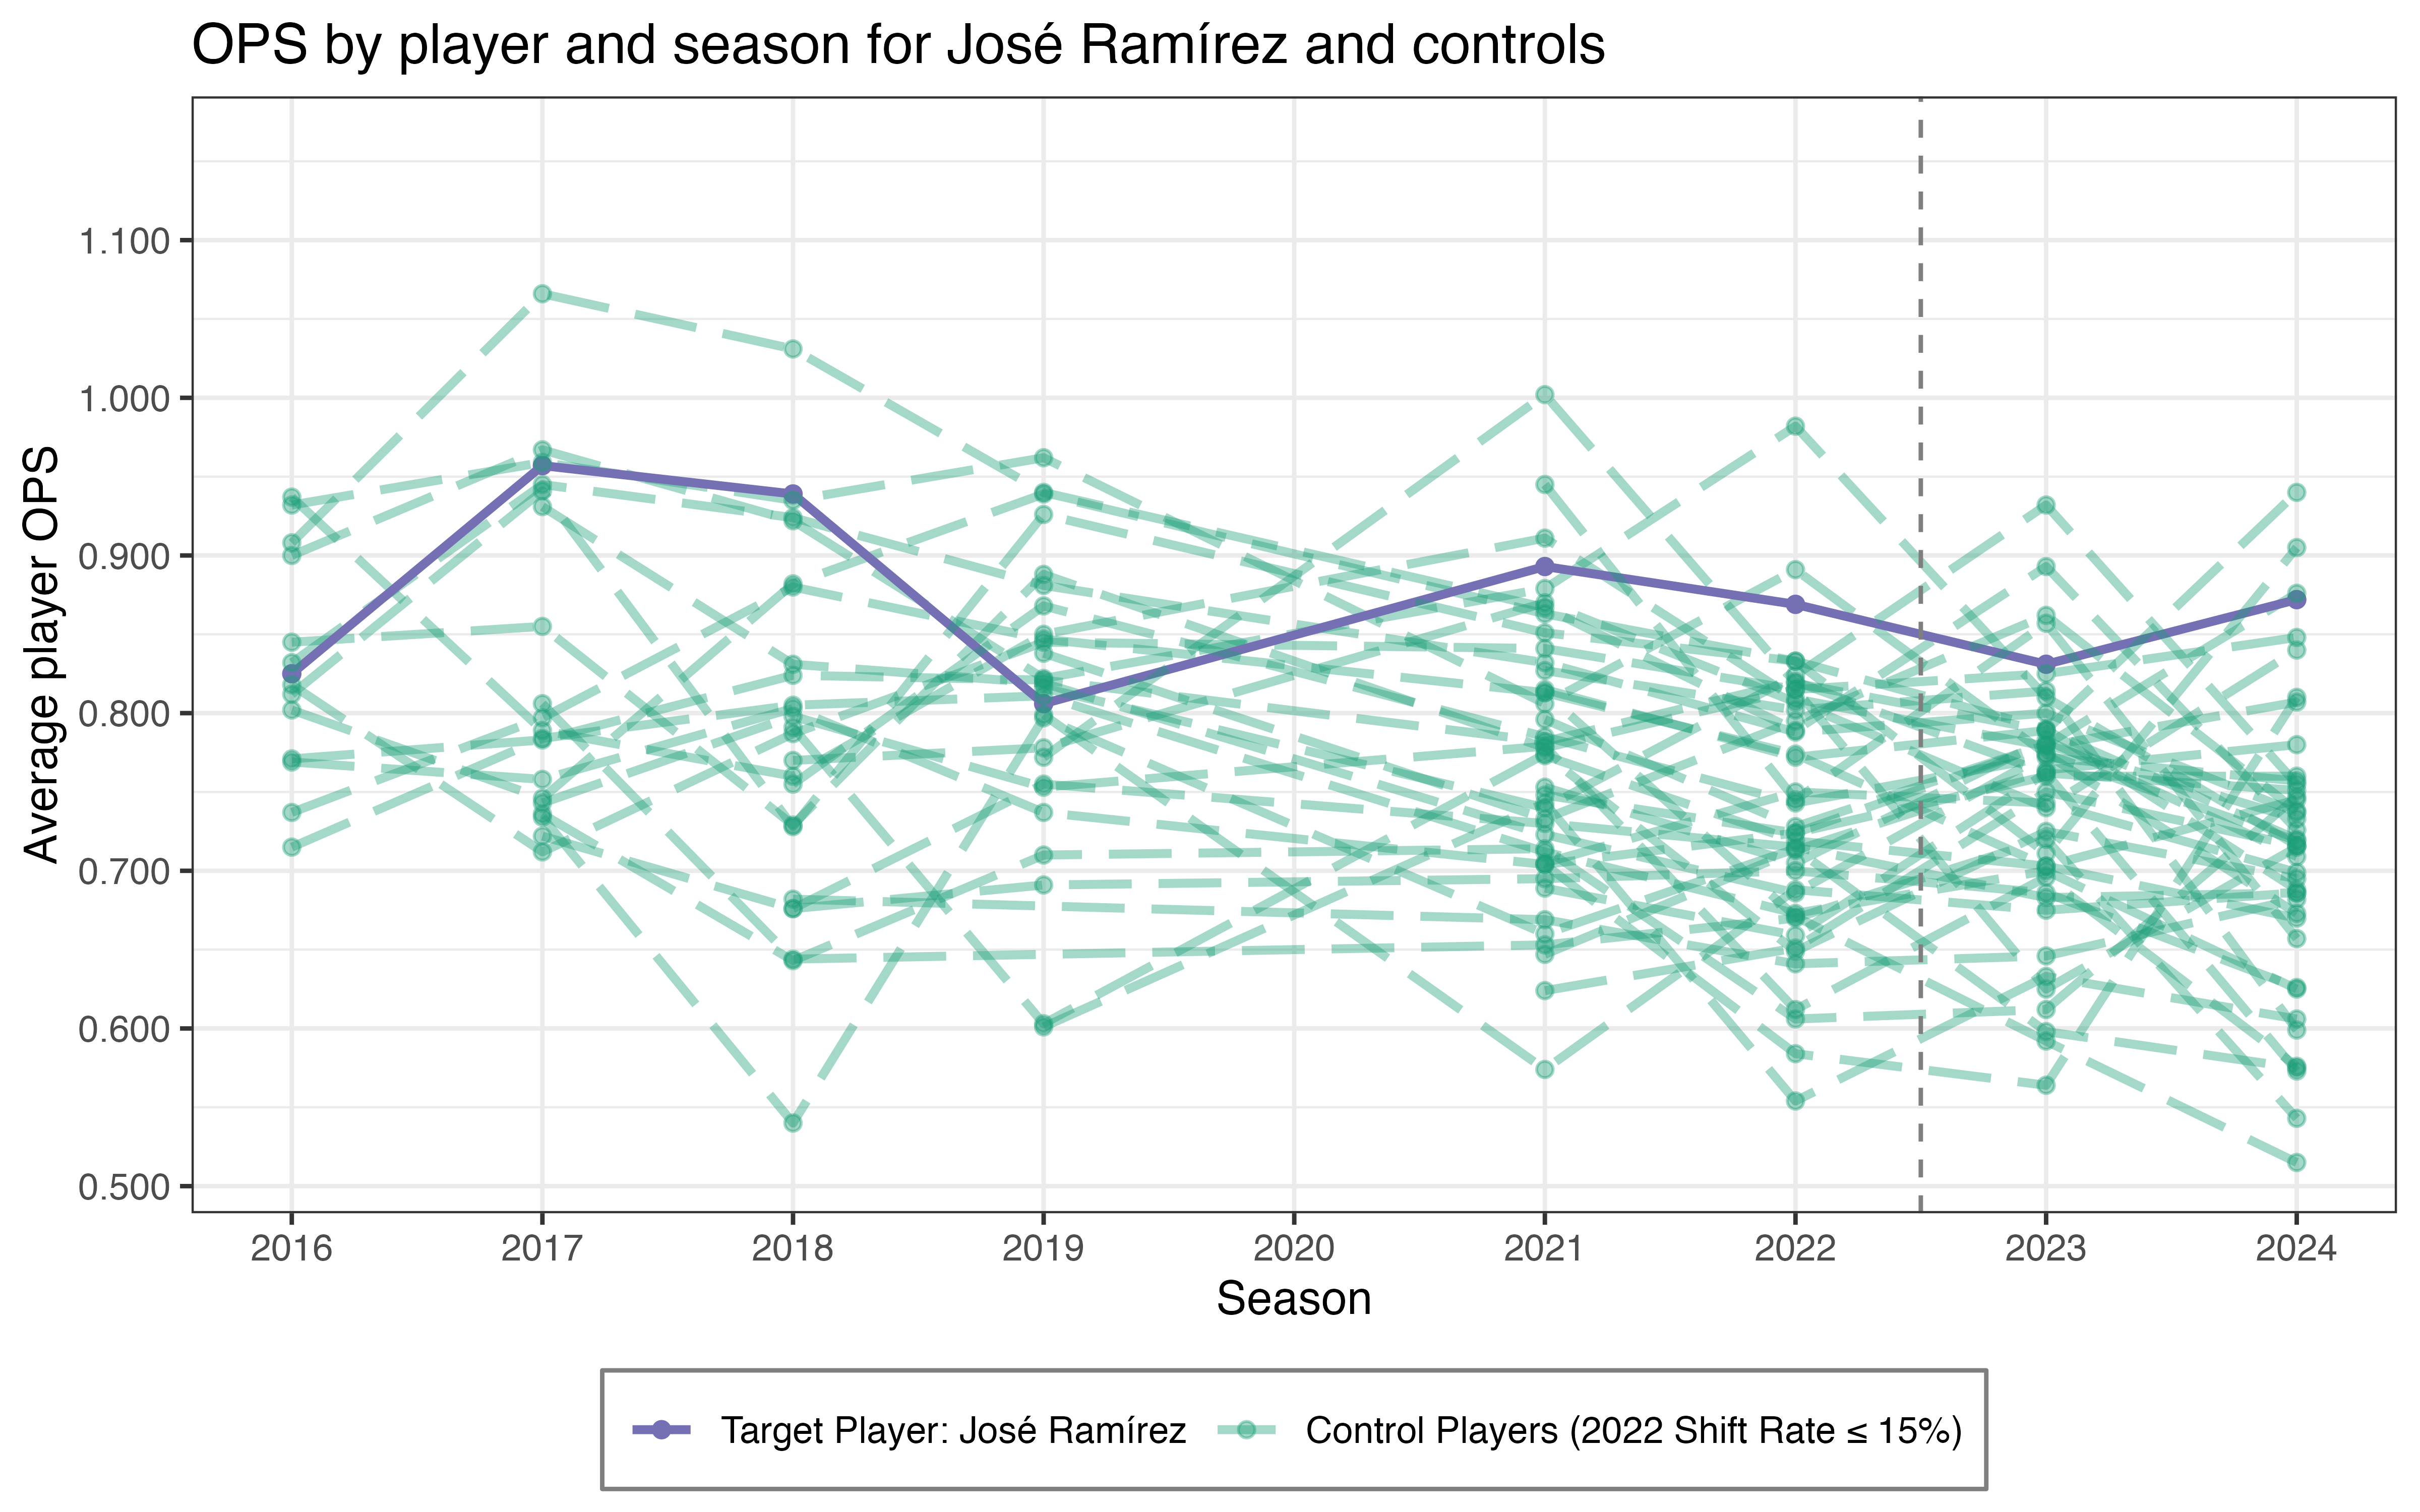 OPS by player and season for José Ramírez and controls
Average player OPS
1.100
1.000
0.900
0.800
0.700
0.600
0.500
2016 2017 2018 2019 2020 2021 2022 2023 2024
Season
Target Player: José Ramírez Control Players (2022 Shift Rate ≤ 15%)